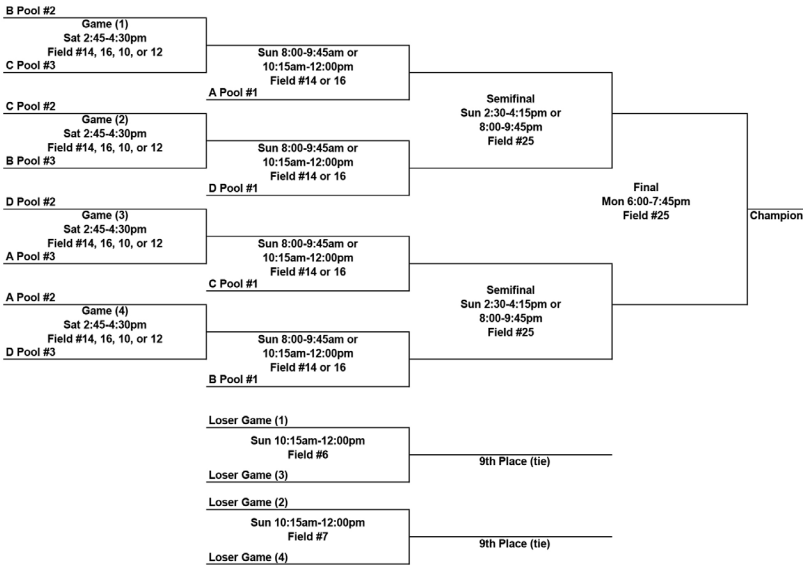 B Pool #2
Game (1)
Sat 2:45-4:30pm
Field #14, 16, 10, or 12
C Pool #3
Sun 8:00-9:45am or
10:15am-12:00pm
Field #14 or 16
A Pool #1
C Pool #2
Game (2)
Sat 2:45-4:30pm
Field #14, 16, 10, or 12
B Pool #3
Sun 8:00-9:45am or
10:15am-12:00pm
Field #14 or 16
D Pool #1
Semifinal
Sun 2:30-4:15pm or
8:00-9:45pm
Field #25
D Pool #2
Game (3)
Sat 2:45-4:30pm
Field #14, 16, 10, or 12
A Pool #3
Sun 8:00-9:45am or
10:15am-12:00pm
Field #14 or 16
C Pool #1
A Pool #2
Game (4)
Sat 2:45-4:30pm
Field #14, 16, 10, or 12
D Pool #3
Sun 8:00-9:45am or
10:15am-12:00pm
Field #14 or 16
B Pool #1
Semifinal
Sun 2:30-4:15pm or
8:00-9:45pm
Field #25
Final
Mon 6:00-7:45pm
Field #25
Champion
Loser Game (1)
Sun 10:15am-12:00pm
Field #6
Loser Game (3)
9th Place (tie)
Loser Game (2)
Sun 10:15am-12:00pm
Field #7
Loser Game (4)
9th Place (tie)